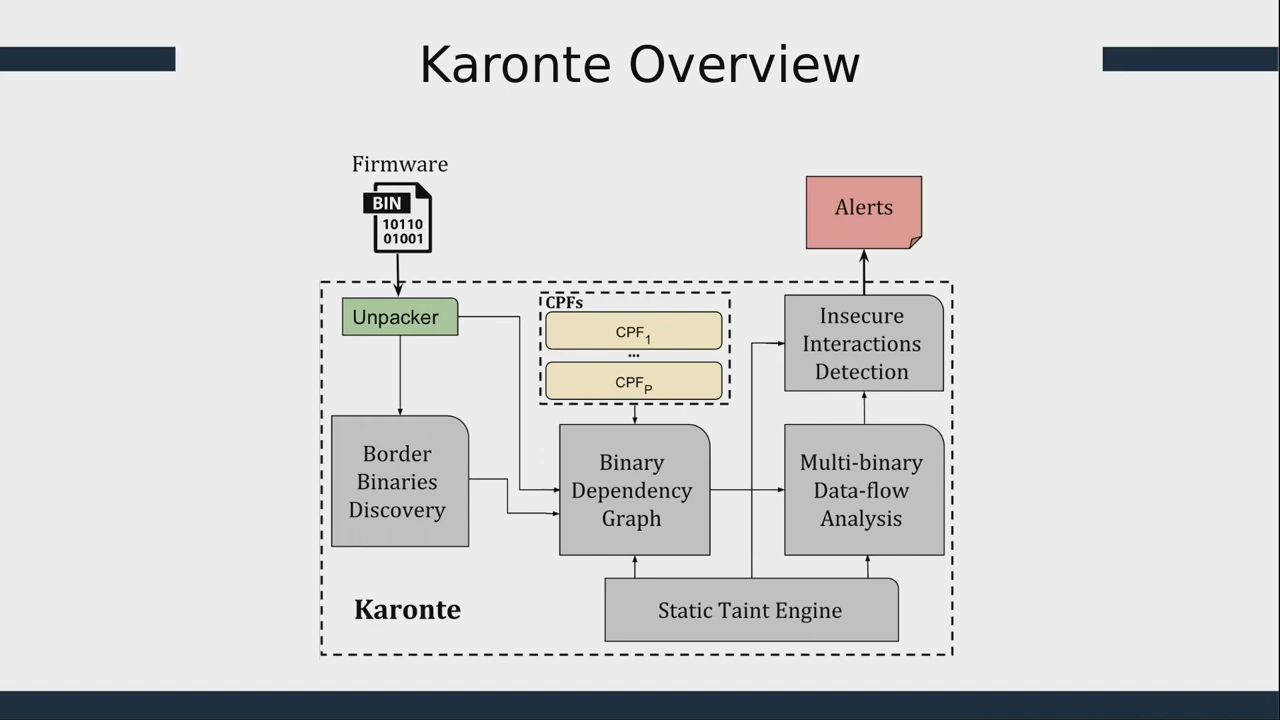 Karonte Overview
Firmware
BIN
10110
01001
Alerts
Unpacker
CPFs
CPF1
...
CPFP
Insecure
Interactions
Detection
Border
Binaries
Discovery
Binary
Dependency
Graph
Multi-binary
Data-flow
Analysis
Karonte
Static Taint Engine